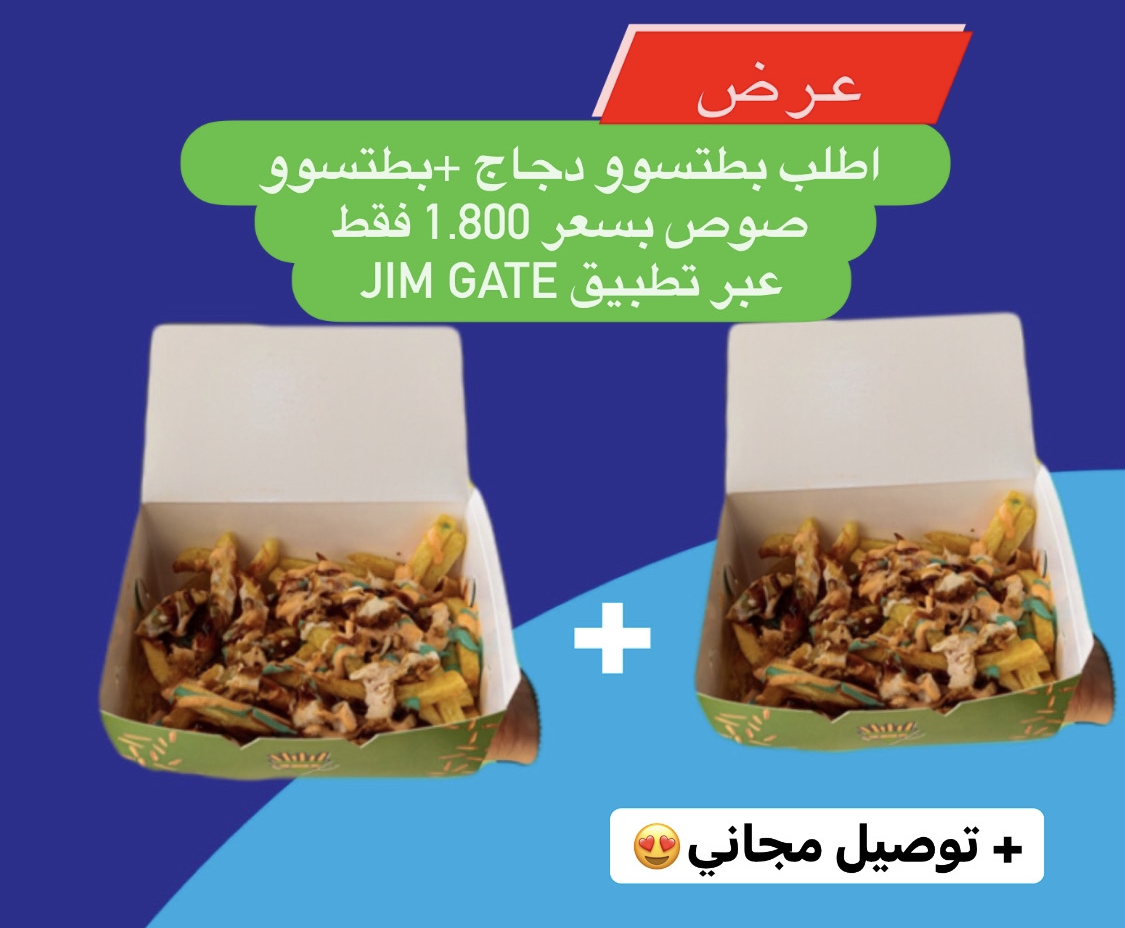 عرض
اطلب بطتسوو دجاج +بطتسوو
صوص بسعر 1.800 فقط
عبر تطبيق JIM GATE
+ توصيل مجاني😍